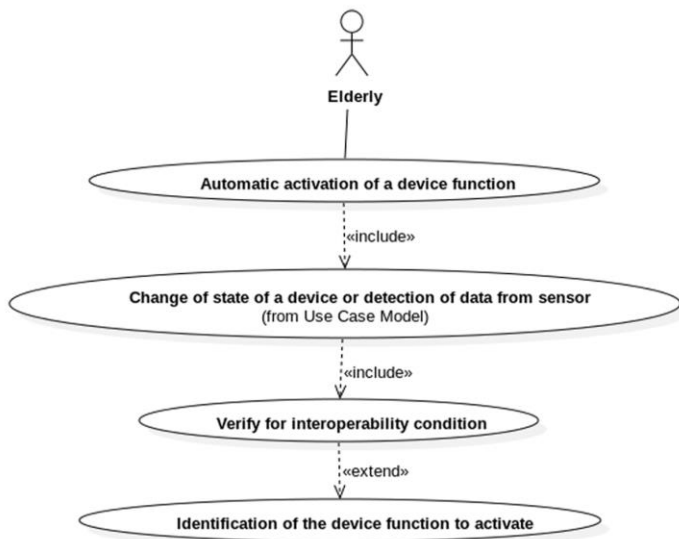 Elderly
Automatic activation of a device function
«include»
Change of state of a device or detection of data from sensor
(from Use Case Model)
«include»
Verify for interoperability condition
«extend»
Identification of the device function to activate